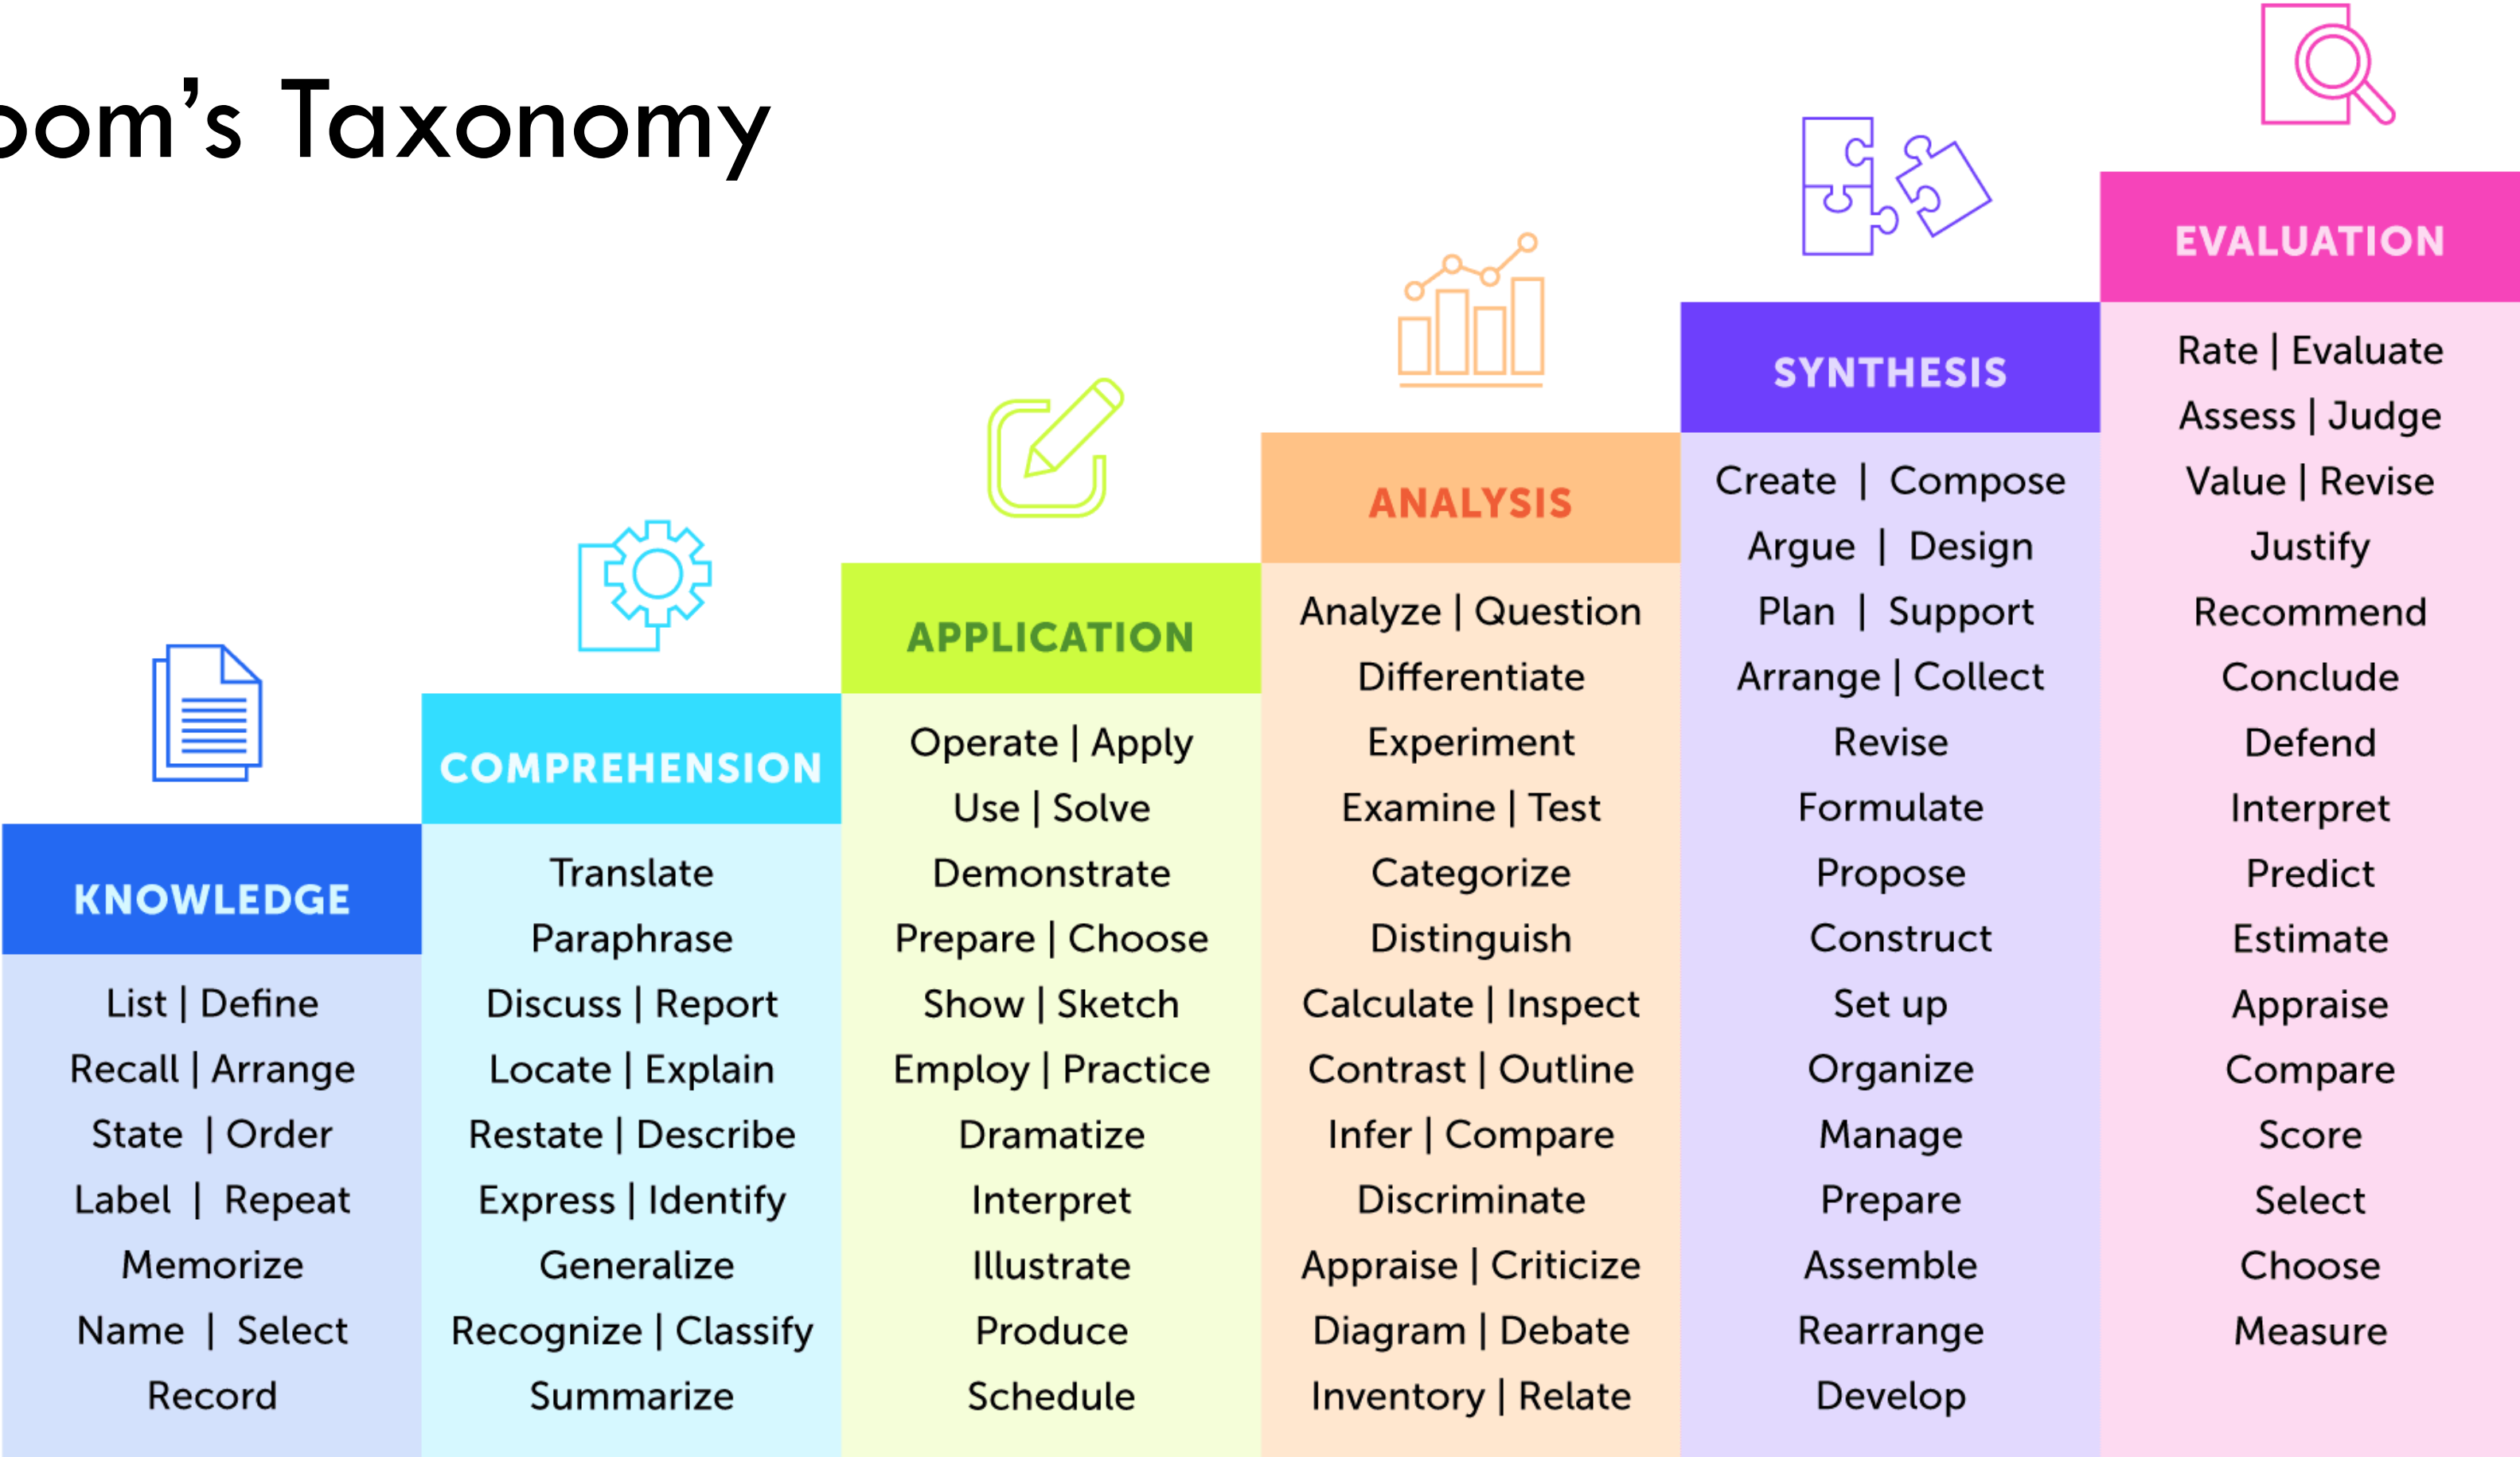 oom's Taxonomy
KNOWLEDGE
List | Define
Recall | Arrange
State | Order
Label | Repeat
Memorize
Name | Select
Record
COMPREHENSION
Translate
Paraphrase
Discuss | Report
Locate | Explain
Restate | Describe
Express | Identify
Generalize
Recognize | Classify
Summarize
APPLICATION
Operate | Apply
Use | Solve
Demonstrate
Prepare | Choose
Show | Sketch
Employ | Practice
Dramatize
Interpret
Illustrate
Produce
Schedule
ANALYSIS
Analyze | Question
Differentiate
Experiment
Examine | Test
Categorize
Distinguish
Calculate | Inspect
Contrast | Outline
Infer | Compare
Discriminate
Appraise | Criticize
Diagram | Debate
Inventory | Relate
SYNTHESIS
Create | Compose
Argue | Design
Plan | Support
Arrange | Collect
Revise
Formulate
Propose
Construct
Set up
Organize
Manage
Prepare
Assemble
Rearrange
Develop
EVALUATION
Rate | Evaluate
Assess | Judge
Value | Revise
Justify
Recommend
Conclude
Defend
Interpret
Predict
Estimate
Appraise
Compare
Score
Select
Choose
Measure